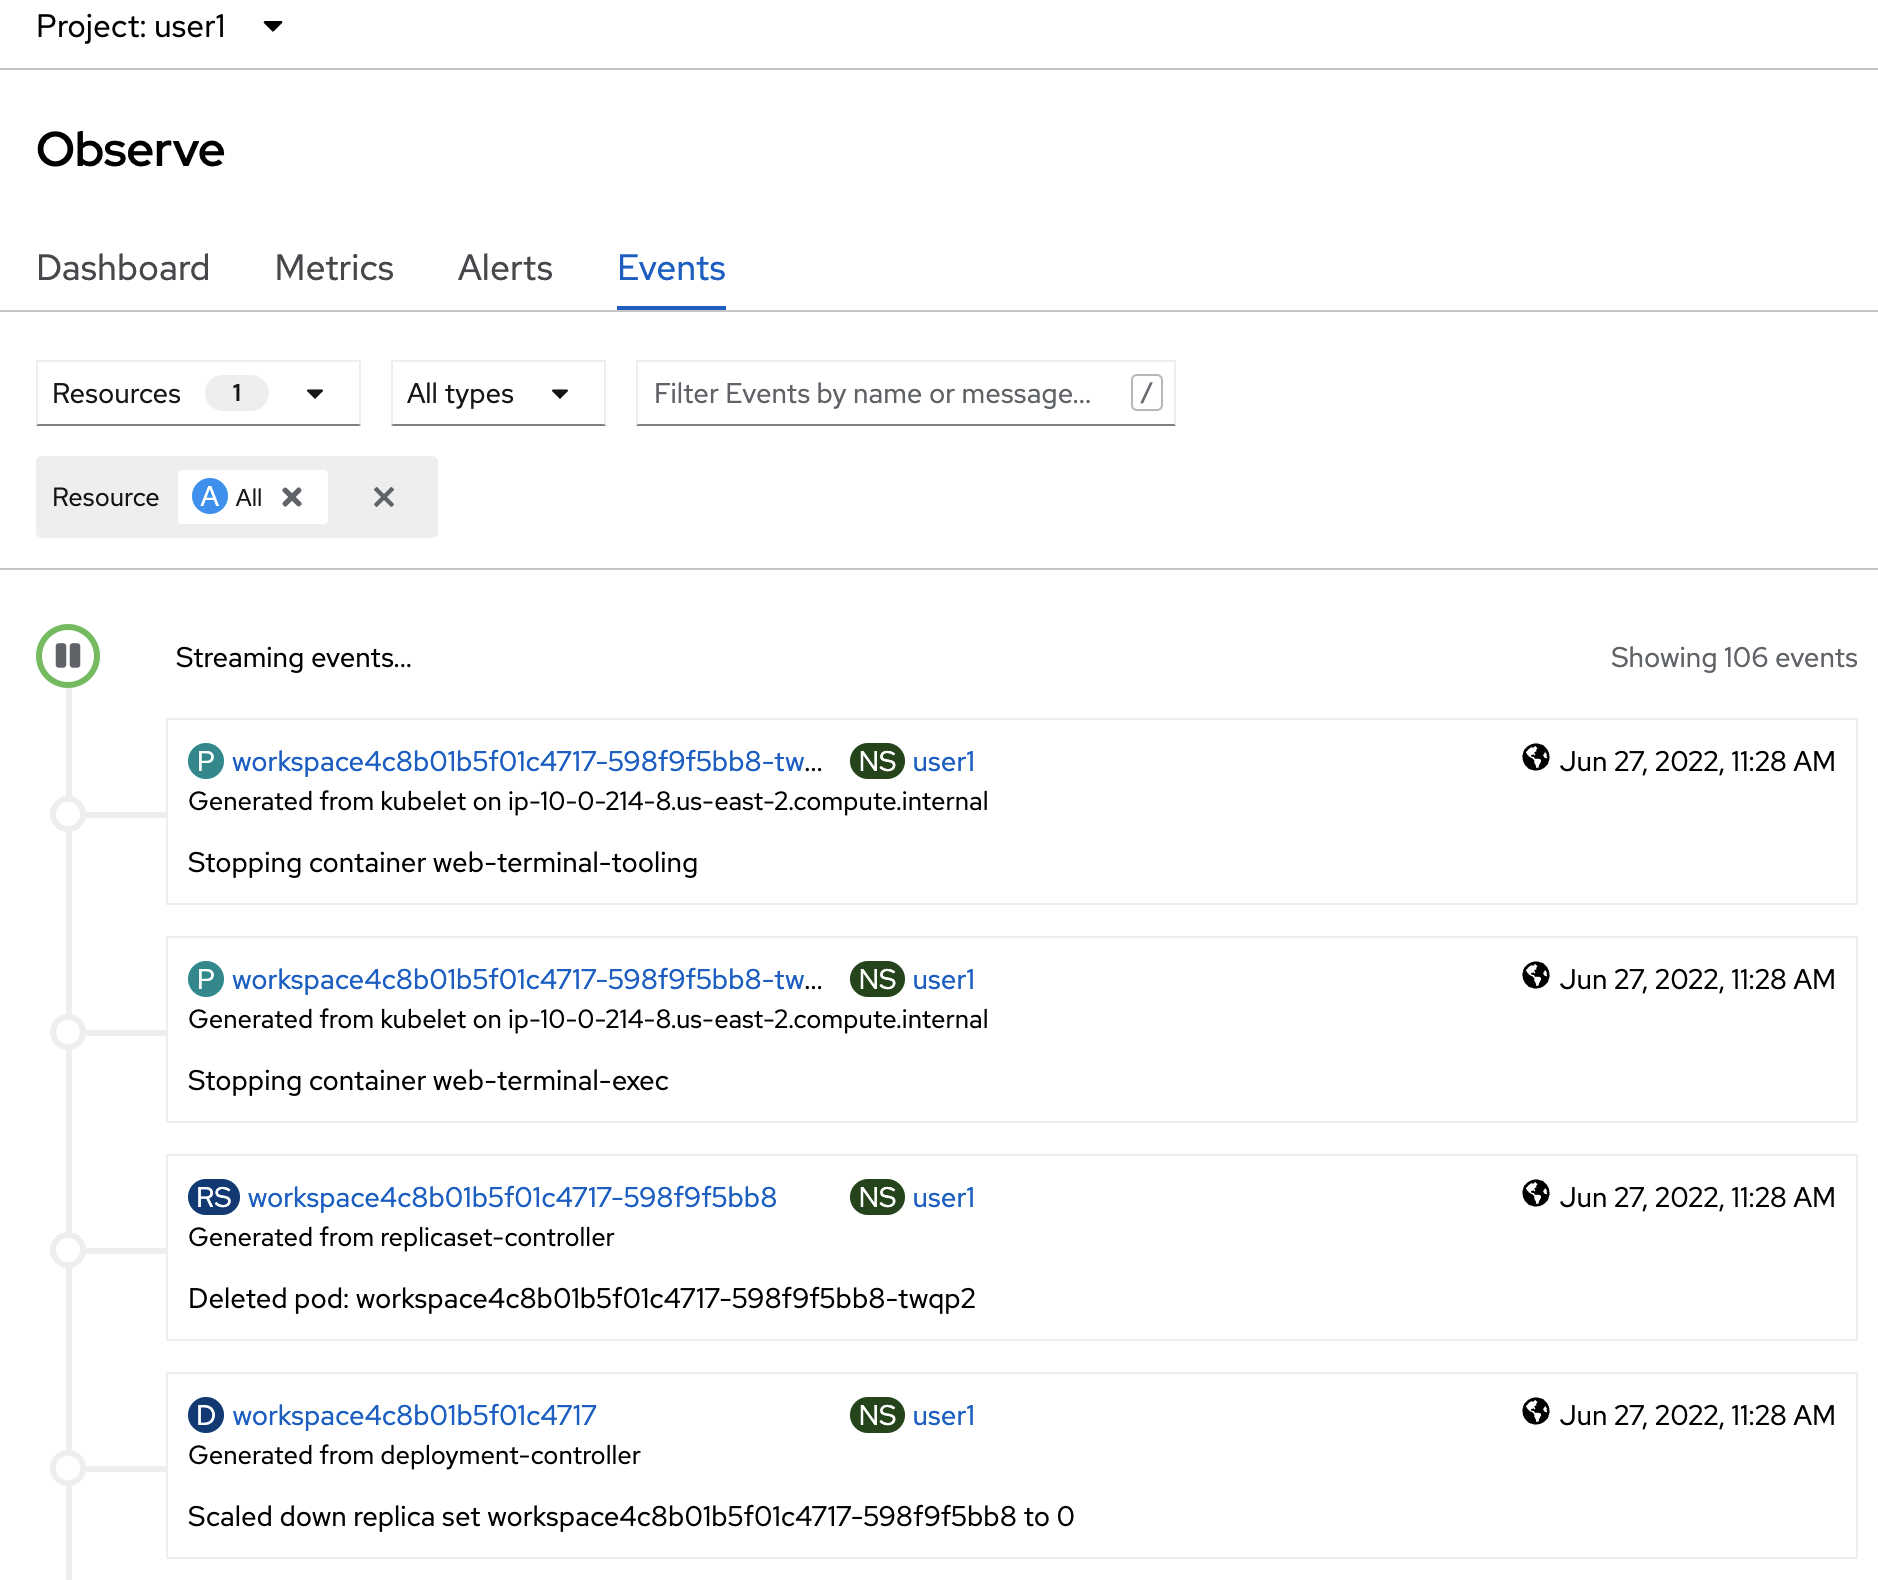 Project: user1
Observe
Dashboard Metrics Alerts Events
Resources 1 All types Filter Events by name or message... /
Resource A All
Streaming events... Showing 106 events
P workspace4c8b01b5f01c4717-598f9f5bb8-tw... NS user1 Jun 27, 2022, 11:28 AM
Generated from kubelet on ip-10-0-214-8.us-east-2.compute.internal
Stopping container web-terminal-tooling
P workspace4c8b01b5f01c4717-598f9f5bb8-tw... NS user1 Jun 27, 2022, 11:28 AM
Generated from kubelet on ip-10-0-214-8.us-east-2.compute.internal
Stopping container web-terminal-exec
RS workspace4c8b01b5f01c4717-598f9f5bb8 NS user1 Jun 27, 2022, 11:28 AM
Generated from replicaset-controller
Deleted pod: workspace4c8b01b5f01c4717-598f9f5bb8-twqp2
D workspace4c8b01b5f01c4717 NS user1 Jun 27, 2022, 11:28 AM
Generated from deployment-controller
Scaled down replica set workspace4c8b01b5f01c4717-598f9f5bb8 to 0